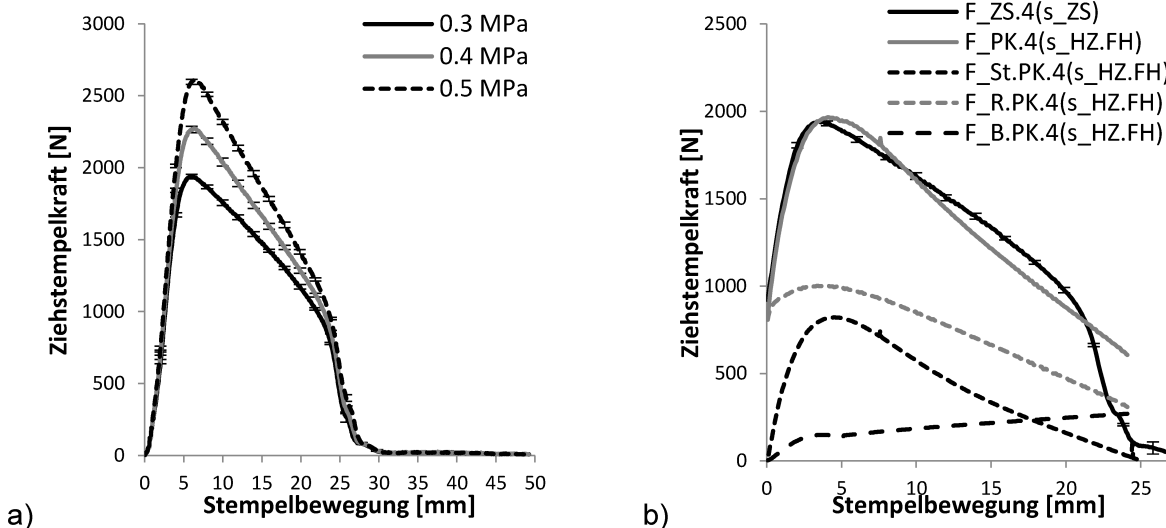 3000
2500
2000
1500
1000
500
0
0 5 10 15 20 25 30 35 40 45 50
Ziehstempelkraft [N]
Stempelbewegung [mm]
0.3 MPa
0.4 MPa
0.5 MPa
a)
2000
1500
1000
500
0
0 5 10 15 20 25
Ziehstempelkraft [N]
Stempelbewegung [mm]
F_ZS.4(s_ZS)
F_PK.4(s_HZ.FH)
F_St.PK.4(s_HZ.FH)
F_R.PK.4(s_HZ.FH)
F_B.PK.4(s_HZ.FH)
b)